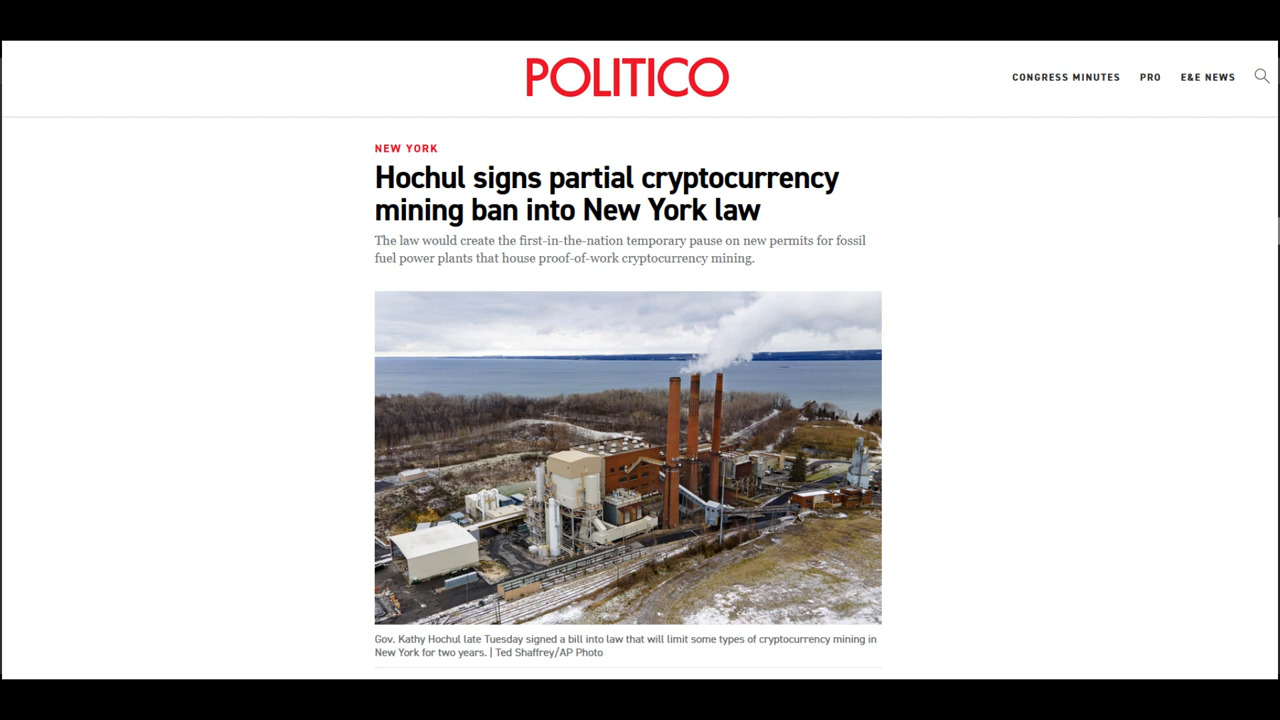 POLITICO
CONGRESS MINUTES PRO E&E NEWS
NEW YORK
Hochul signs partial cryptocurrency
mining ban into New York law
The law would create the first-in-the-nation temporary pause on new permits for fossil
fuel power plants that house proof-of-work cryptocurrency mining.
Gov. Kathy Hochul late Tuesday signed a bill into law that will limit some types of cryptocurrency mining in
New York for two years. | Ted Shaffrey/AP Photo